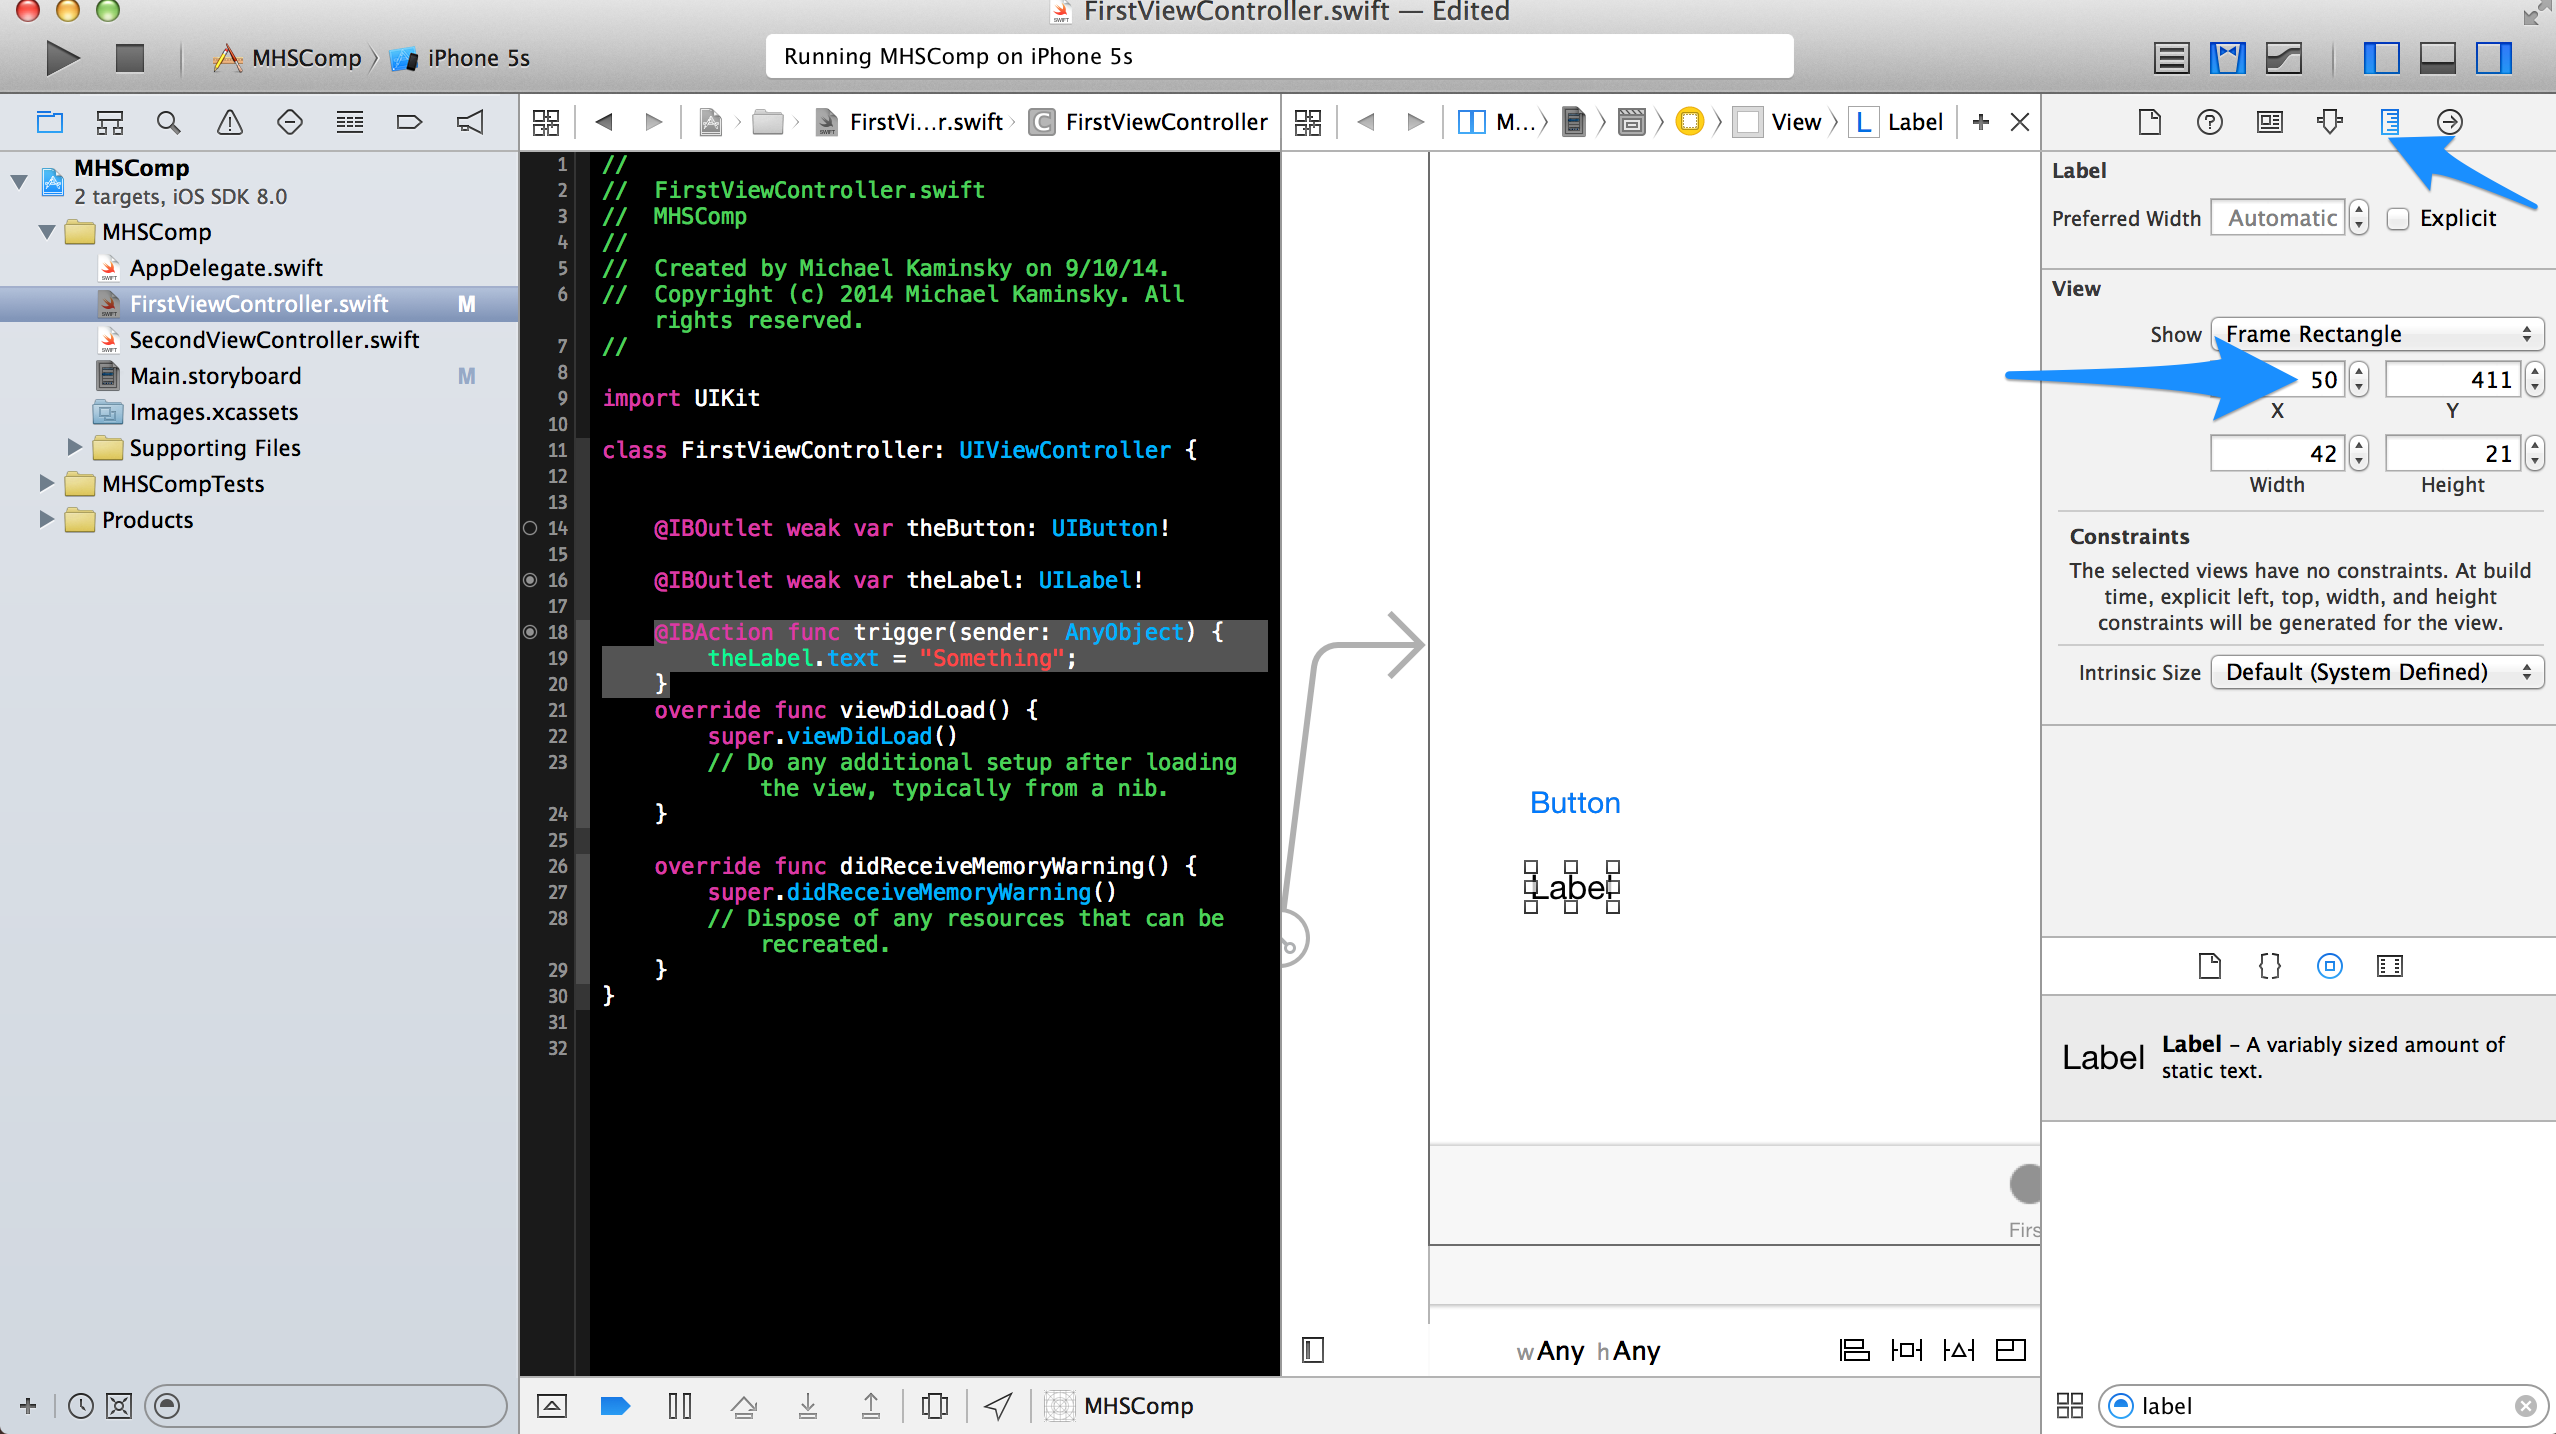 FirstViewController.swift — Edited
MHSComp
iPhone 5s
Running MHSComp on iPhone 5s
FirstVi...r.swift
C
FirstViewController
M...
View
L
Label
MHSComp
2 targets, iOS SDK 8.0
MHSComp
AppDelegate.swift
FirstViewController.swift M
SecondViewController.swift
Main.storyboard M
Images.xcassets
Supporting Files
MHSCompTests
Products
1 //
2 //  FirstViewController.swift
3 //  MHSComp
4 //
5 //  Created by Michael Kaminsky on 9/10/14.
6 //  Copyright (c) 2014 Michael Kaminsky. All
rights reserved.
7 //
8
9 import UIKit
10
11 class FirstViewController: UIViewController {
12
13
14 @IBOutlet weak var theButton: UIButton!
15
16 @IBOutlet weak var theLabel: UILabel!
17
18 @IBAction func trigger(sender: AnyObject) {
19 theLabel.text = "Something";
20 }
21 override func viewDidLoad() {
22 super.viewDidLoad()
23 // Do any additional setup after loading
the view, typically from a nib.
24 }
25
26 override func didReceiveMemoryWarning() {
27 super.didReceiveMemoryWarning()
28 // Dispose of any resources that can be
recreated.
29 }
30 }
31
32
Button
Label
Firs
wAny hAny
MHSComp
Label
Preferred Width Automatic Explicit
View
Show Frame Rectangle
50 411
X Y
42 21
Width Height
Constraints
The selected views have no constraints. At build
time, explicit left, top, width, and height
constraints will be generated for the view.
Intrinsic Size Default (System Defined)
{}
Label
Label – A variably sized amount of
static text.
label